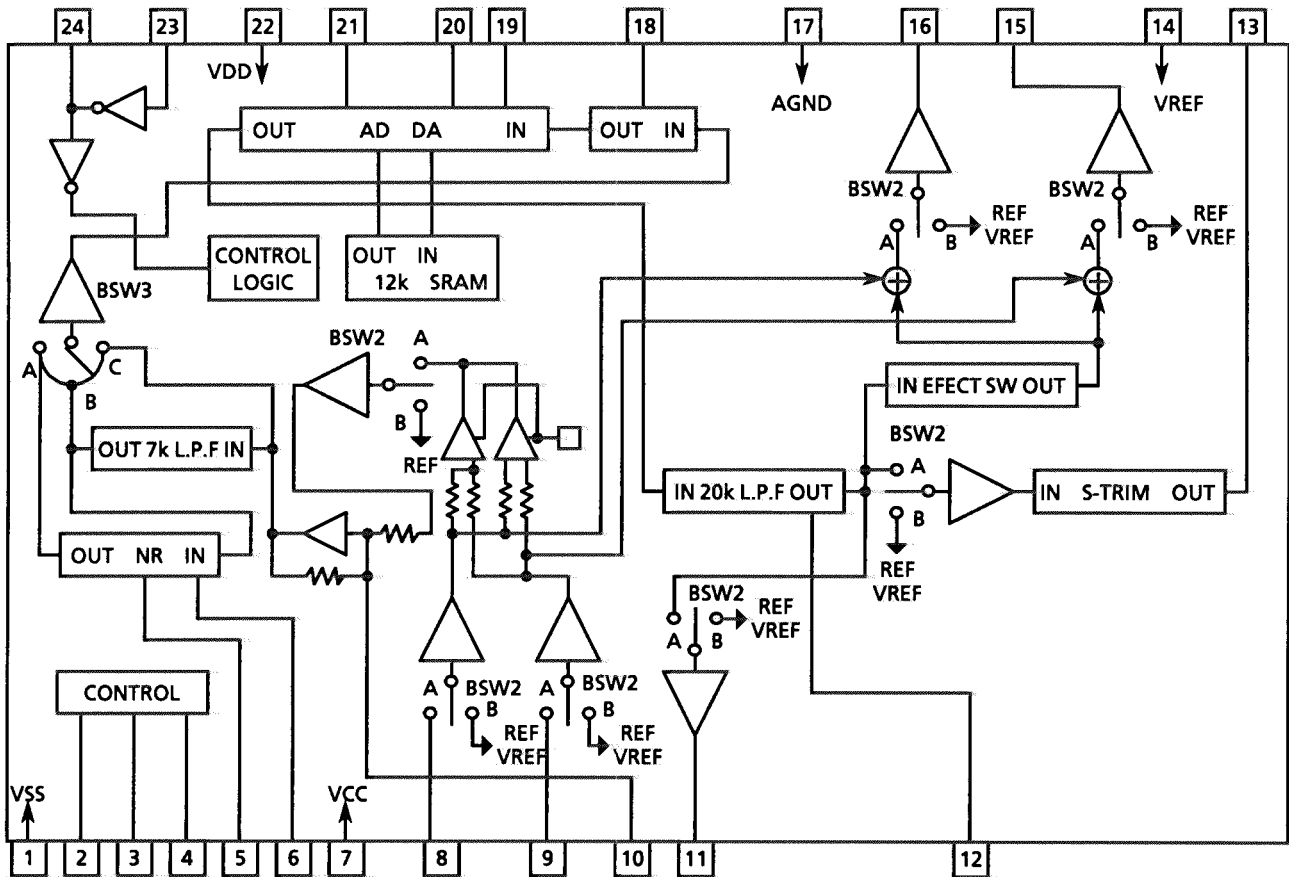 24 23 22 21 20 19 18 17 16 15 14 13
VDD
AGND
VREF
OUT AD DA IN
OUT IN
BSW2
BSW2
A B REF
VREF
A B REF
VREF
CONTROL
LOGIC
OUT IN
12k SRAM
BSW3
A B C
BSW2
A
B
REF
OUT 7k L.P.F IN
IN EFECT SW OUT
BSW2
A
B
REF
VREF
IN 20k L.P.F OUT
IN S-TRIM OUT
OUT NR IN
BSW2
A B REF
VREF
CONTROL
A BSW2
B
REF
VREF
A BSW2
B
REF
VREF
VSS
VCC
1 2 3 4 5 6 7 8 9 10 11 12